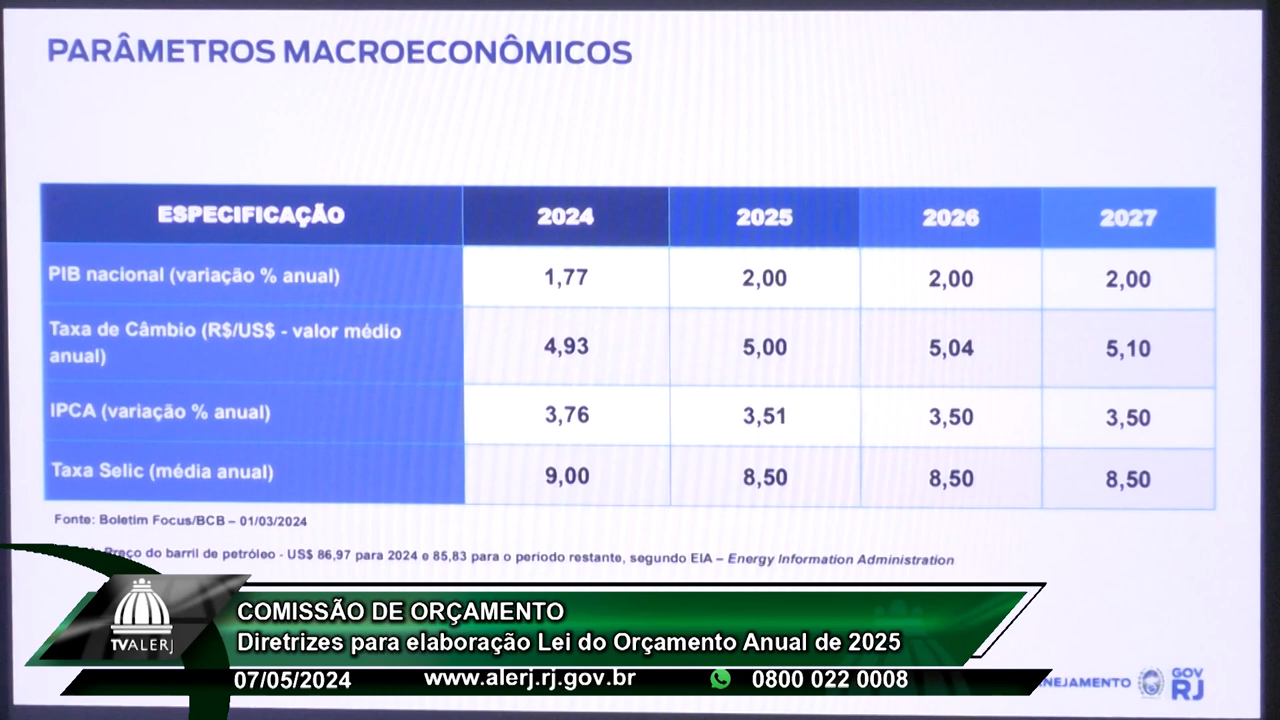 PARÂMETROS MACROECONÔMICOS
ESPECIFICAÇÃO 2024 2025 2026 2027
PIB nacional (variação % anual) 1,77 2,00 2,00 2,00
Taxa de Câmbio (R$/US$ - valor médio
anual) 4,93 5,00 5,04 5,10
IPCA (variação % anual) 3,76 3,51 3,50 3,50
Taxa Selic (média anual) 9,00 8,50 8,50 8,50
Fonte: Boletim Focus/BCB – 01/03/2024
Preço do barril de petróleo - US$ 86,97 para 2024 e 85,83 para o período restante, segundo EIA – Energy Information Administration
TVALERJ
COMISSÃO DE ORÇAMENTO
Diretrizes para elaboração Lei do Orçamento Anual de 2025
07/05/2024 www.alerj.rj.gov.br 0800 022 0008
NEJAMENTO
GOV
RJ